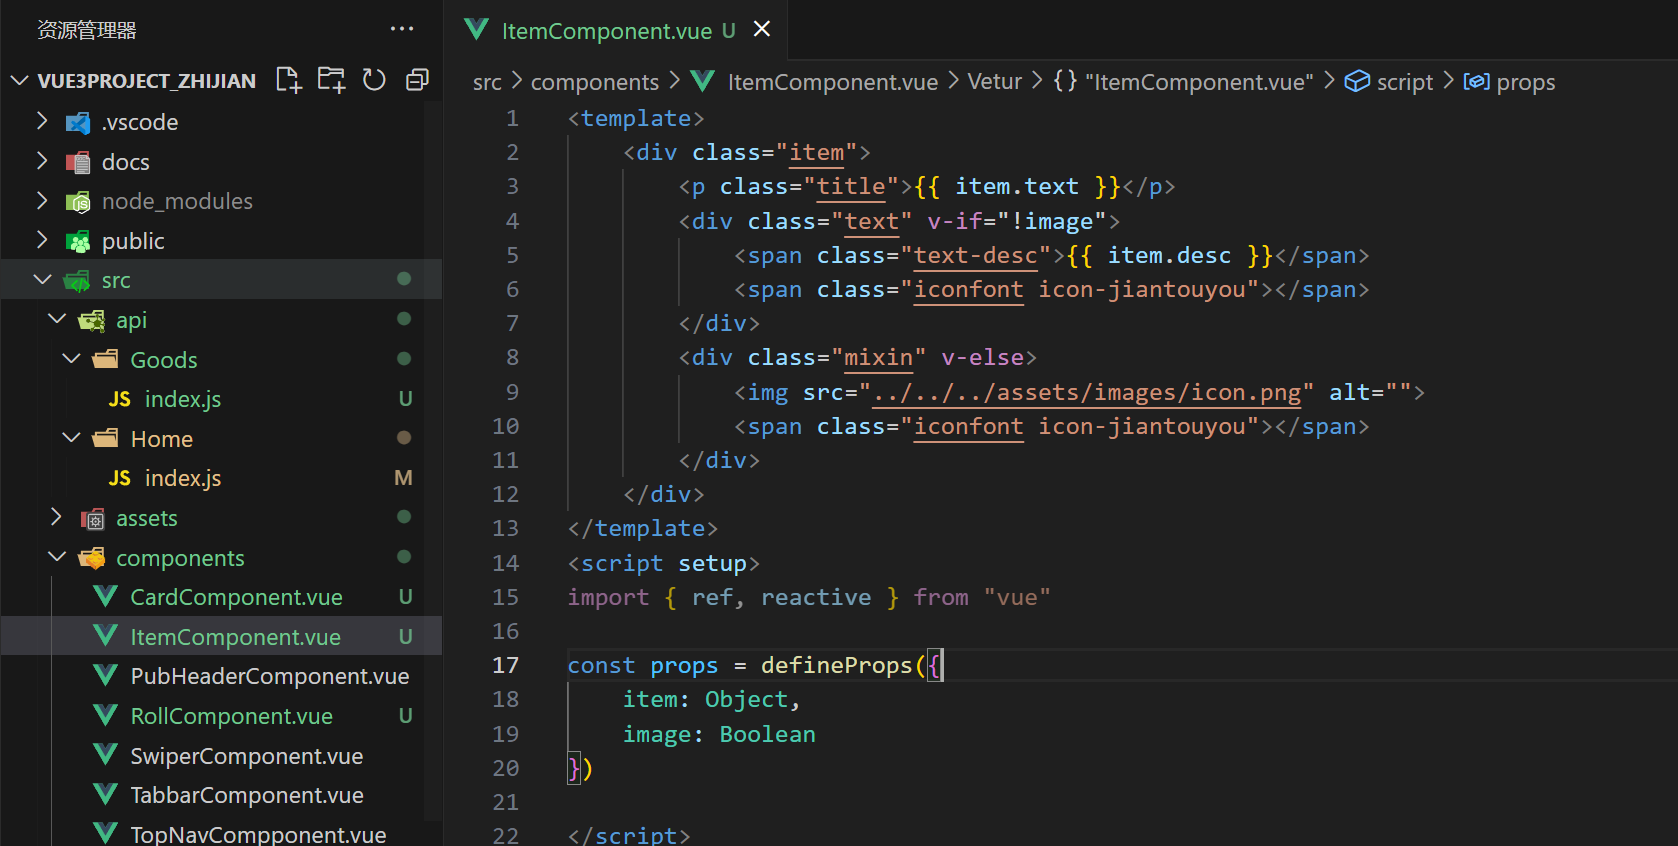 资源管理器 ···
VUE3PROJECT_ZHIJIAN
.vscode
docs
node_modules
public
src
api
Goods
JS index.js U
Home
JS index.js M
assets
components
CardComponent.vue U
ItemComponent.vue U
PubHeaderComponent.vue
RollComponent.vue U
SwiperComponent.vue
TabbarComponent.vue
TopNavCompponent.vue
ItemComponent.vue U
src > components > ItemComponent.vue > Vetur > {} "ItemComponent.vue" > script > props
1 <template>
2 <div class="item">
3 <p class="title">{{ item.text }}</p>
4 <div class="text" v-if="!image">
5 <span class="text-desc">{{ item.desc }}</span>
6 <span class="iconfont icon-jiantouyou"></span>
7 </div>
8 <div class="mixin" v-else>
9 <img src="../../../assets/images/icon.png" alt="">
10 <span class="iconfont icon-jiantouyou"></span>
11 </div>
12 </div>
13 </template>
14 <script setup>
15 import { ref, reactive } from "vue"
16
17 const props = defineProps({
18 item: Object,
19 image: Boolean
20 })
21
22 </script>